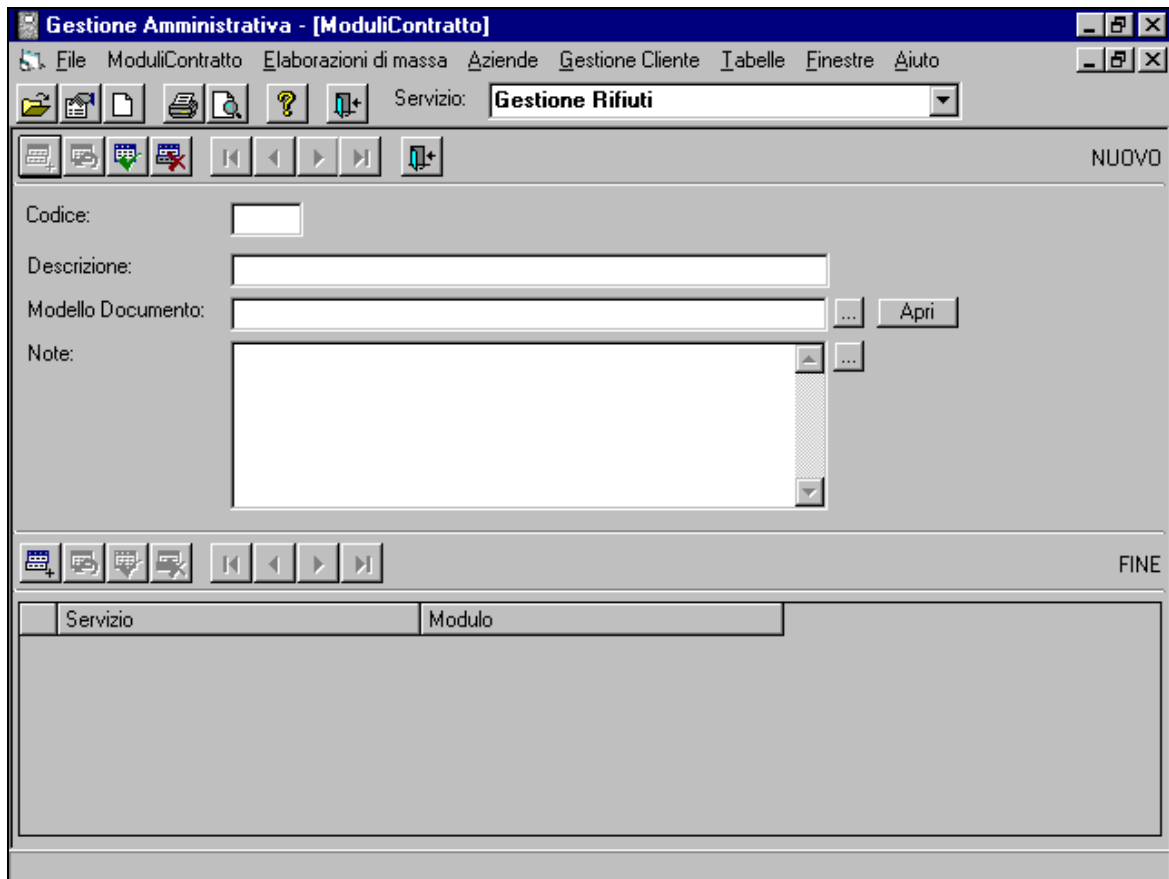 Gestione Amministrativa - [ModuliContratto]
File ModuliContratto Elaborazioni di massa Aziende Gestione Cliente Tabelle Finestre Aiuto
Servizio: Gestione Rifiuti
NUOVO
Codice:
Descrizione:
Modello Documento: ... Apri
Note: ...
FINE
Servizio Modulo